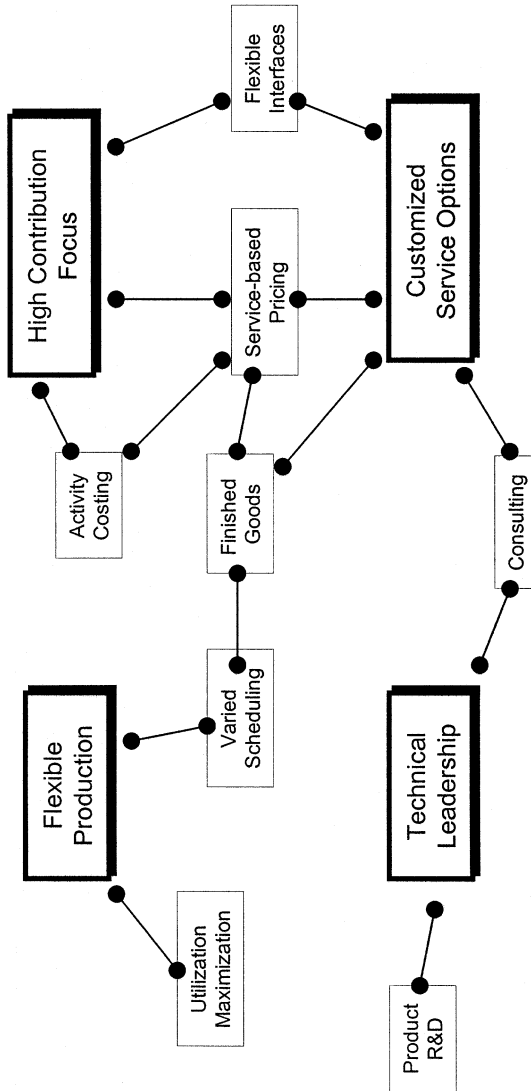 Flexible
Production
High Contribution
Focus
Activity
Costing
Utilization
Maximization
Varied
Scheduling
Finished
Goods
Service-based
Pricing
Flexible
Interfaces
Product
R&D
Technical
Leadership
Customized
Service Options
Consulting